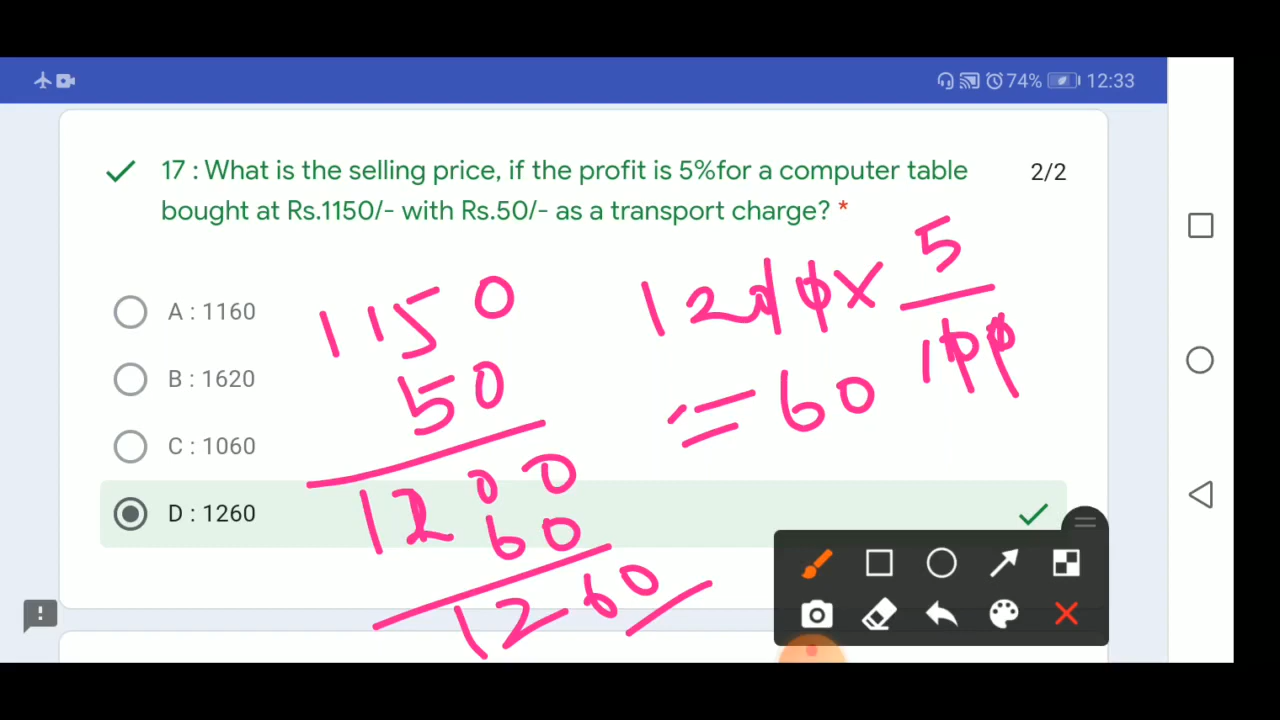 74% 12:33
17 : What is the selling price, if the profit is 5%for a computer table 2/2
bought at Rs.1150/- with Rs.50/- as a transport charge? *
A : 1160
B : 1620
C : 1060
D : 1260
1150
50
1200
60
1260
1200 x 5
100
= 60